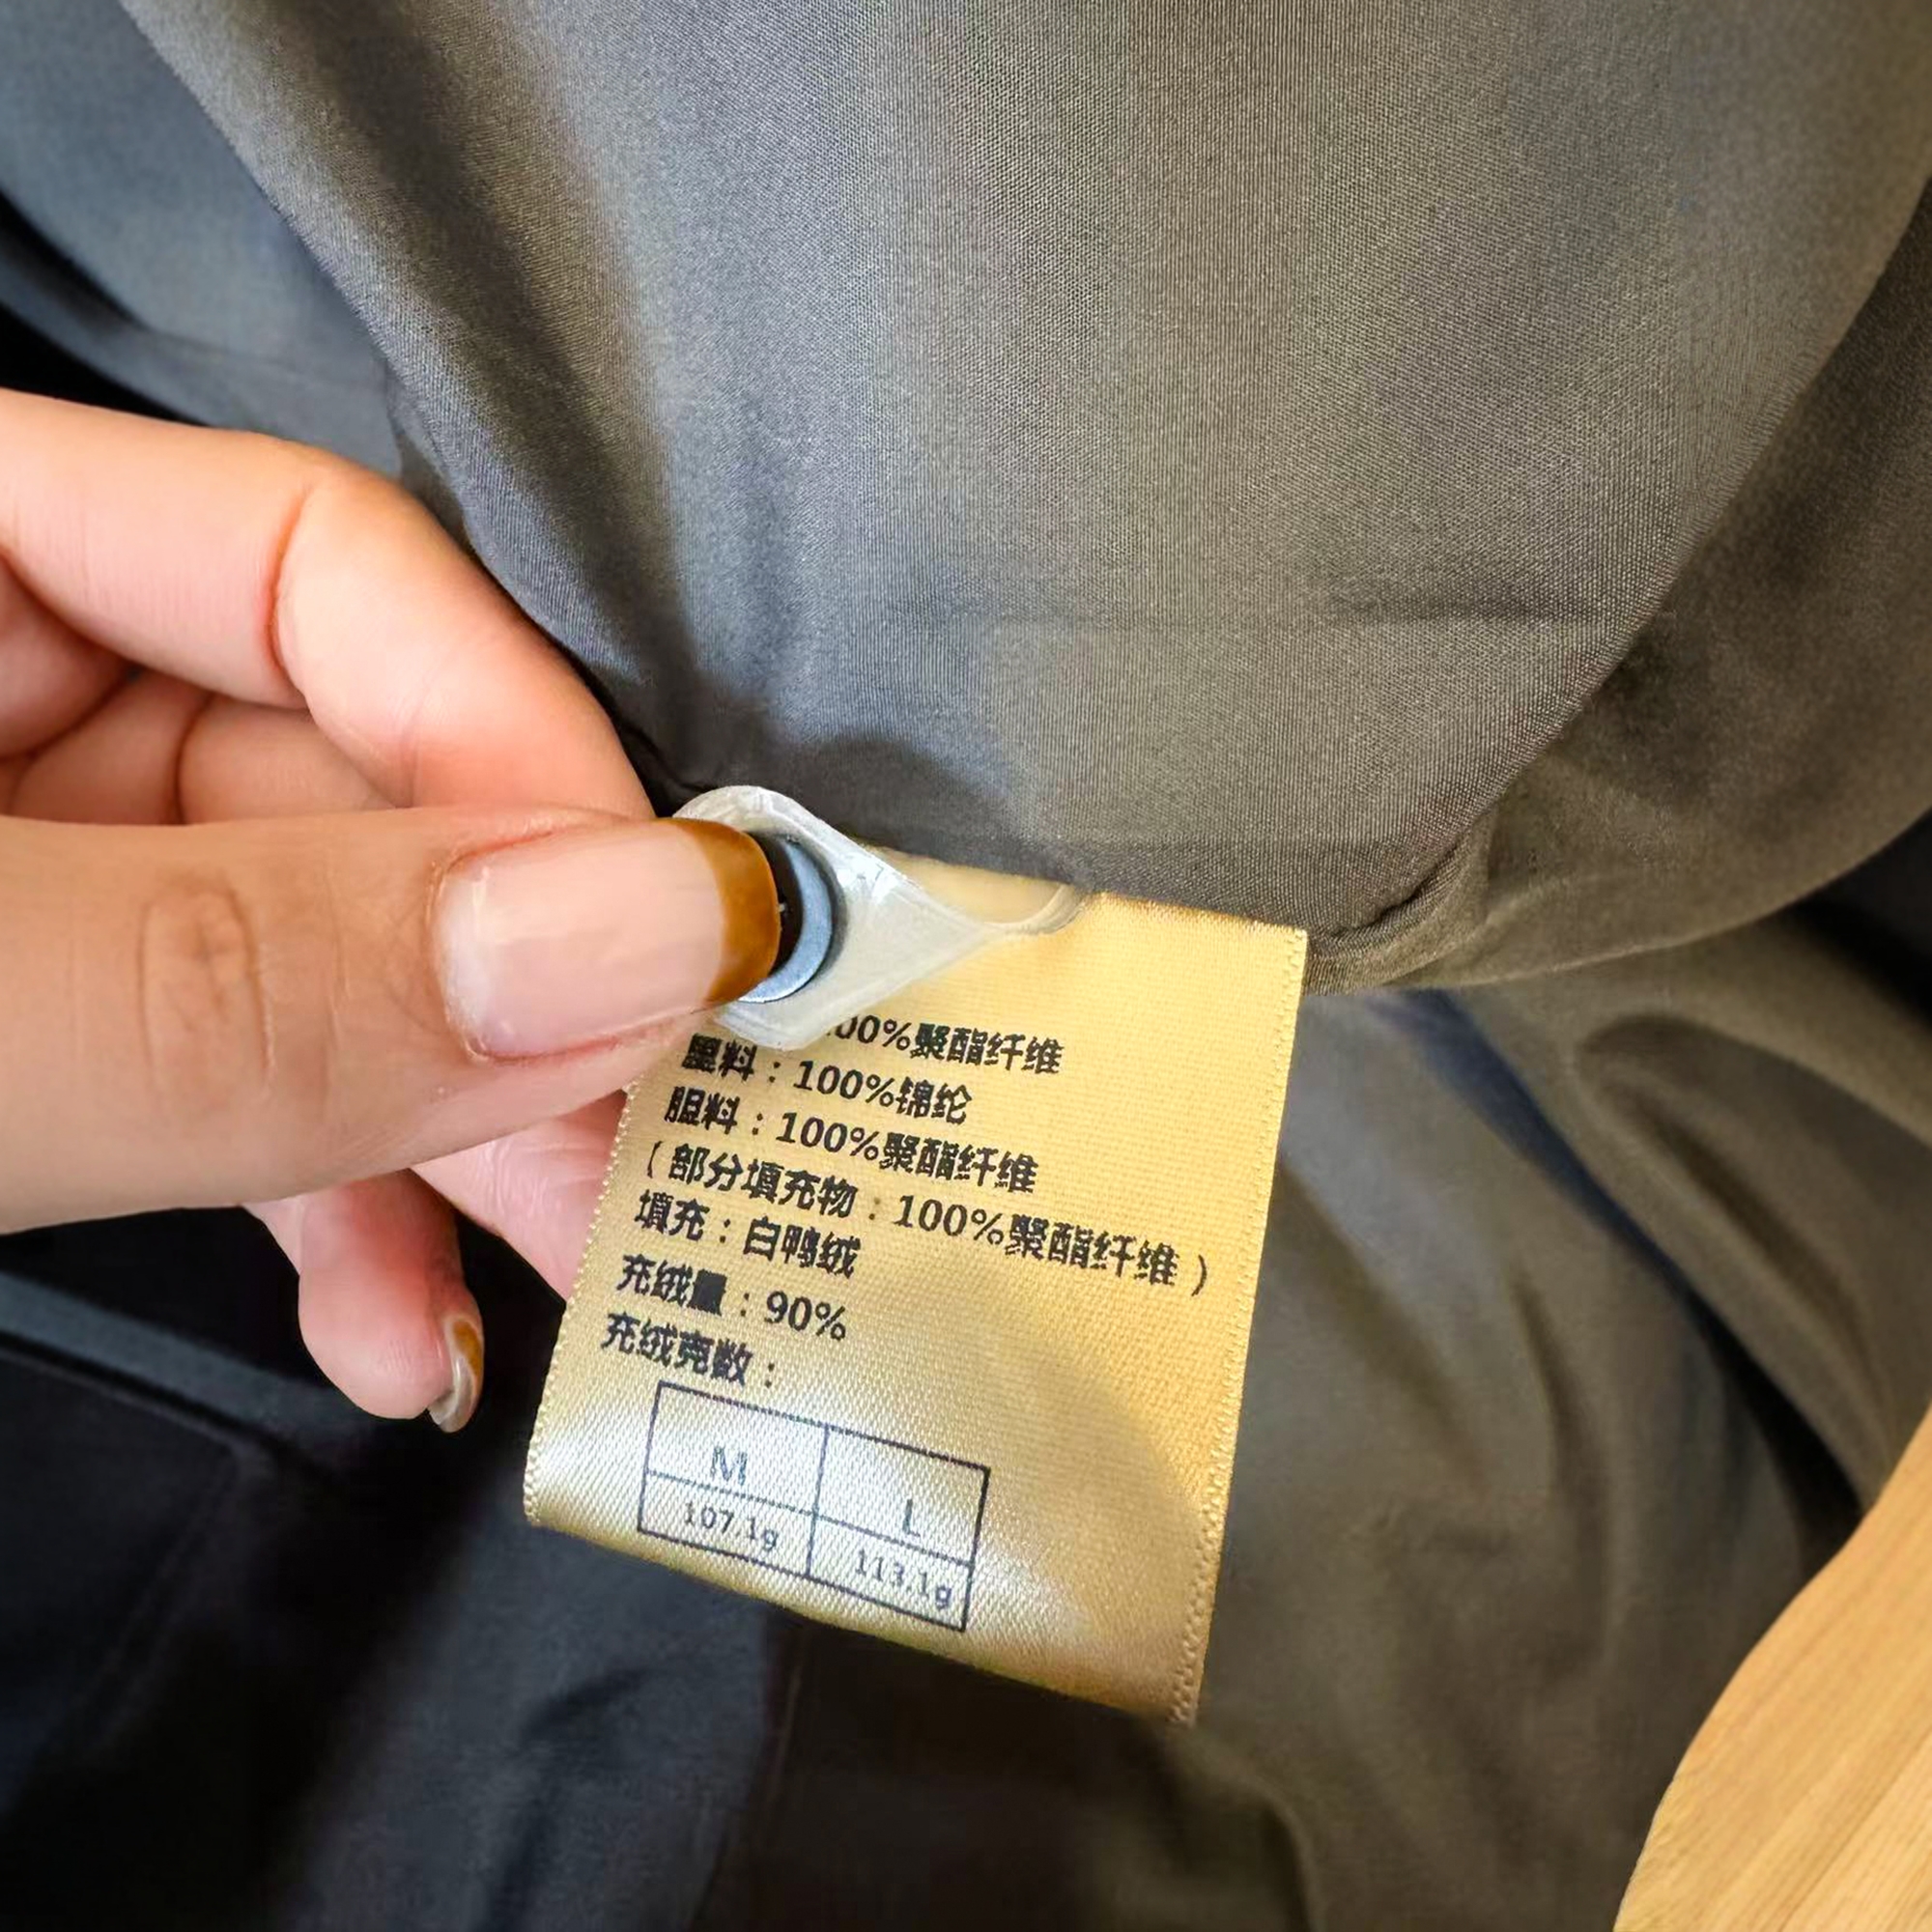 00%聚酯纤维
里料：100%锦纶
胆料：100%聚酯纤维
（部分填充物：100%聚酯纤维）
填充：白鸭绒
充绒量：90%
充绒克数：
M L
107.1g 113.1g